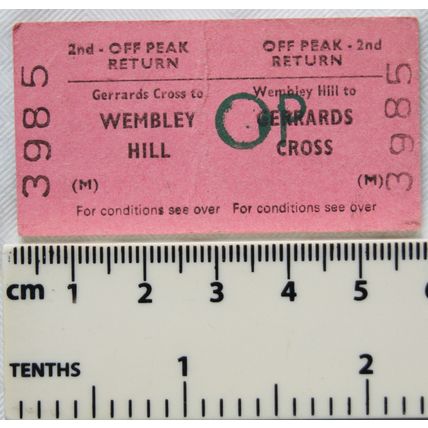 3985
2nd - OFF PEAK
RETURN
Gerrards Cross to
WEMBLEY
HILL
(M)
For conditions see over
OFF PEAK - 2nd
RETURN
Wembley Hill to
GERRARDS
CROSS
(M)
For conditions see over
OP
3985
cm 1 2 3 4 5
TENTHS 1 2